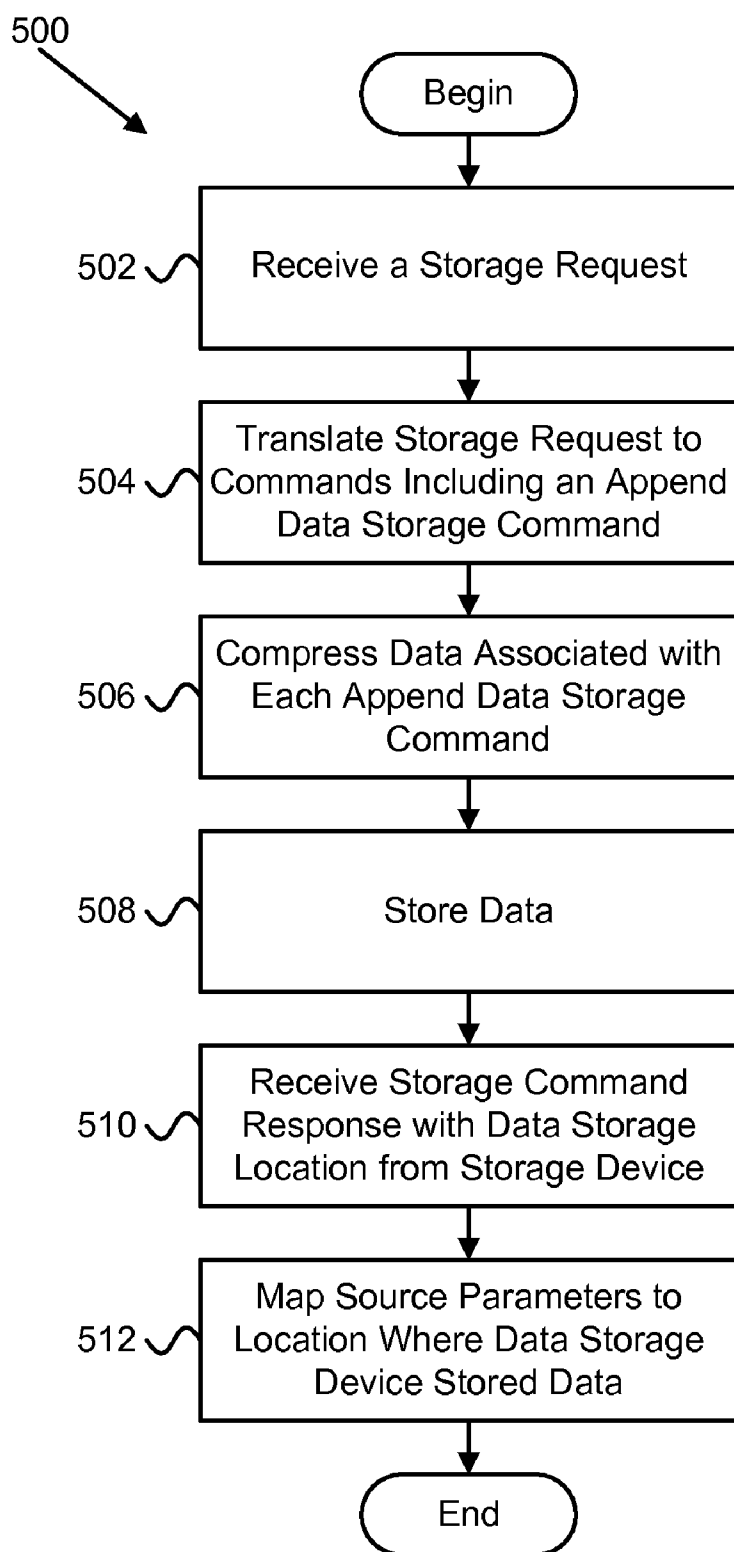 500
Begin
502
Receive a Storage Request
504
Translate Storage Request to
Commands Including an Append
Data Storage Command
506
Compress Data Associated with
Each Append Data Storage
Command
508
Store Data
510
Receive Storage Command
Response with Data Storage
Location from Storage Device
512
Map Source Parameters to
Location Where Data Storage
Device Stored Data
End